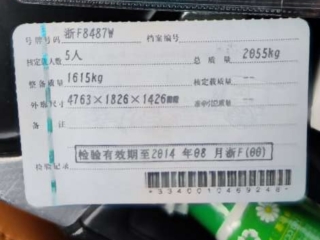 号牌号码 浙F8487W 档案编号
核定载人数 5人 总质量 2055kg
整备质量 1615kg 核定载质量 ---
外廓尺寸 4763×1826×1426mm 准牵引总质量 ---
备注
检验有效期至2014年08月浙F(00)
检验记录
*3340010469248*